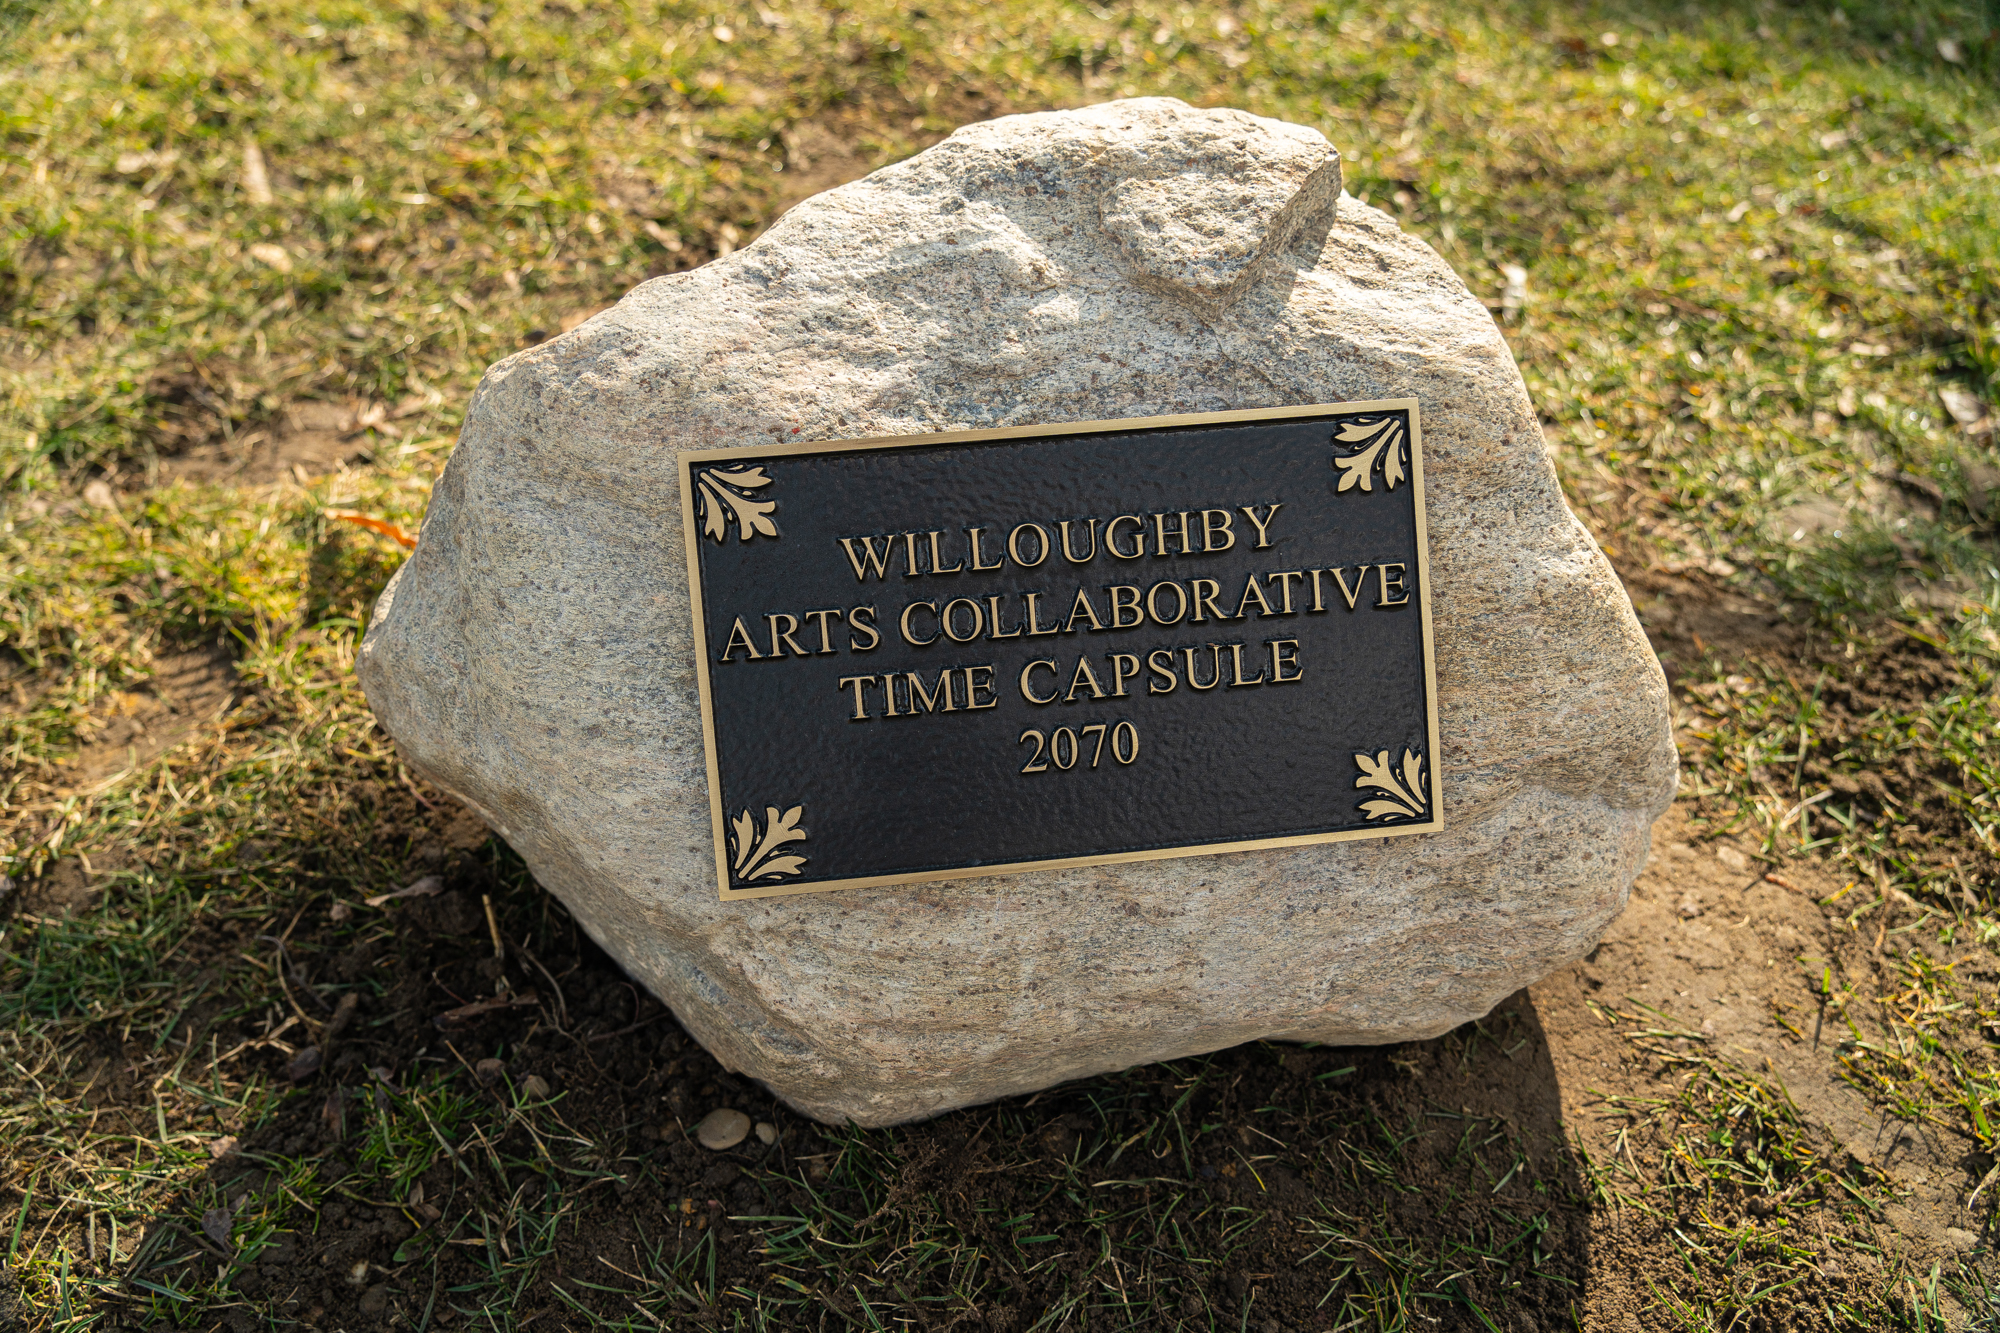 WILLOUGHBY
ARTS COLLABORATIVE
TIME CAPSULE
2070